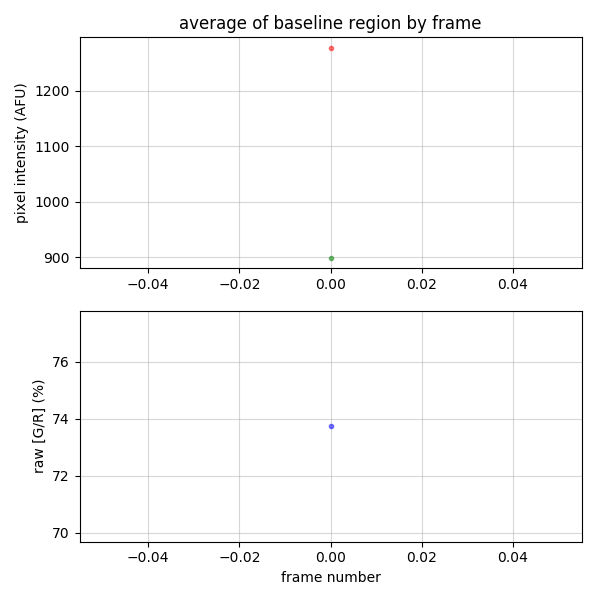 average of baseline region by frame
pixel intensity (AFU)
1200
1100
1000
900
−0.04 −0.02 0.00 0.02 0.04
raw [G/R] (%)
76
74
72
70
−0.04 −0.02 0.00 0.02 0.04
frame number